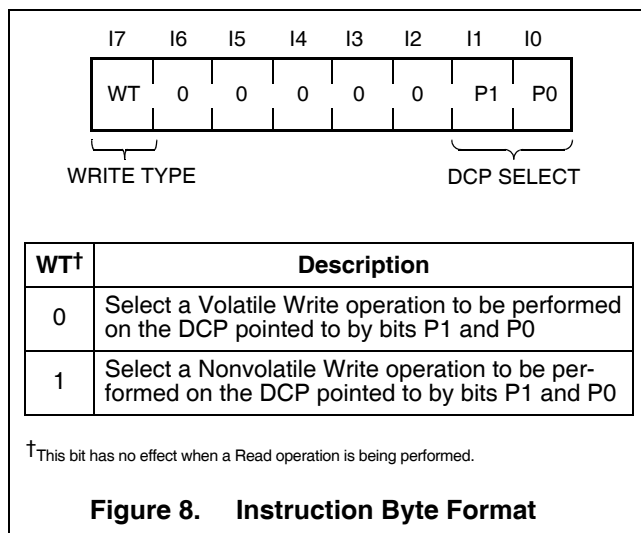 I7 I6 I5 I4 I3 I2 I1 I0
WT 0 0 0 0 0 P1 P0
WRITE TYPE DCP SELECT
WT† Description
0 Select a Volatile Write operation to be performed
on the DCP pointed to by bits P1 and P0
1 Select a Nonvolatile Write operation to be per-
formed on the DCP pointed to by bits P1 and P0
†This bit has no effect when a Read operation is being performed.
Figure 8. Instruction Byte Format